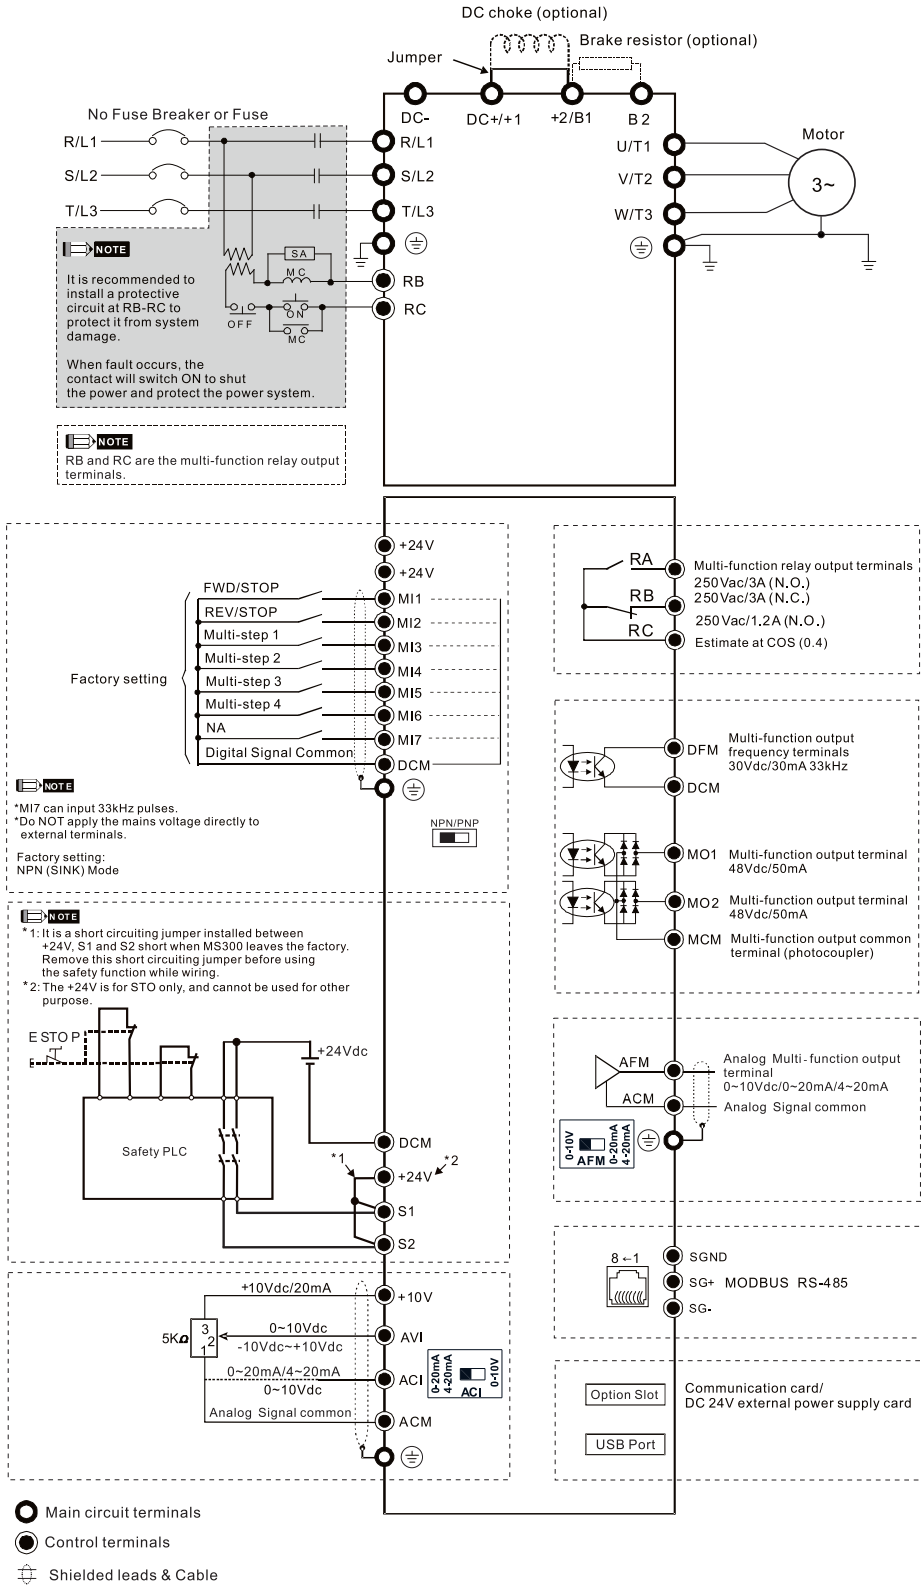 DC choke (optional)
Jumper
Brake resistor (optional)
No Fuse Breaker or Fuse
DC-
DC+/+1
+2/B1
B2
R/L1
S/L2
T/L3
R/L1
S/L2
T/L3
RB
RC
U/T1
V/T2
W/T3
Motor
3~
SA
MC
OFF
ON
MC
NOTE
It is recommended to
install a protective
circuit at RB-RC to
protect it from system
damage.
When fault occurs, the
contact will switch ON to shut
the power and protect the power system.
NOTE
RB and RC are the multi-function relay output
terminals.
+24V
+24V
FWD/STOP
MI1
REV/STOP
MI2
Multi-step 1
MI3
Multi-step 2
MI4
Factory setting
Multi-step 3
MI5
Multi-step 4
MI6
NA
MI7
Digital Signal Common
DCM
NOTE
*MI7 can input 33kHz pulses.
*Do NOT apply the mains voltage directly to
external terminals.
Factory setting:
NPN (SINK) Mode
NPN/PNP
RA
RB
RC
Multi-function relay output terminals
250Vac/3A (N.O.)
250Vac/3A (N.C.)
250Vac/1.2A (N.O.)
Estimate at COS (0.4)
DFM
Multi-function output
frequency terminals
30Vdc/30mA 33kHz
DCM
MO1
Multi-function output terminal
48Vdc/50mA
MO2
Multi-function output terminal
48Vdc/50mA
MCM
Multi-function output common
terminal (photocoupler)
NOTE
*1: It is a short circuiting jumper installed between
+24V, S1 and S2 short when MS300 leaves the factory.
Remove this short circuiting jumper before using
the safety function while wiring.
*2: The +24V is for STO only, and cannot be used for other
purpose.
ESTOP
+24Vdc
Safety PLC
DCM
*1
+24V
*2
S1
S2
AFM
ACM
Analog Multi-function output
terminal
0~10Vdc/0~20mA/4~20mA
Analog Signal common
0-10V
AFM
0-20mA
4-20mA
8←1
SGND
SG+
MODBUS RS-485
SG-
+10Vdc/20mA
+10V
5KΩ
3
2
1
0~10Vdc
-10Vdc~+10Vdc
AVI
0~20mA/4~20mA
0~10Vdc
ACI
Analog Signal common
ACM
0-20mA
4-20mA
ACI
0-10V
Option Slot
Communication card/
DC 24V external power supply card
USB Port
Main circuit terminals
Control terminals
Shielded leads & Cable